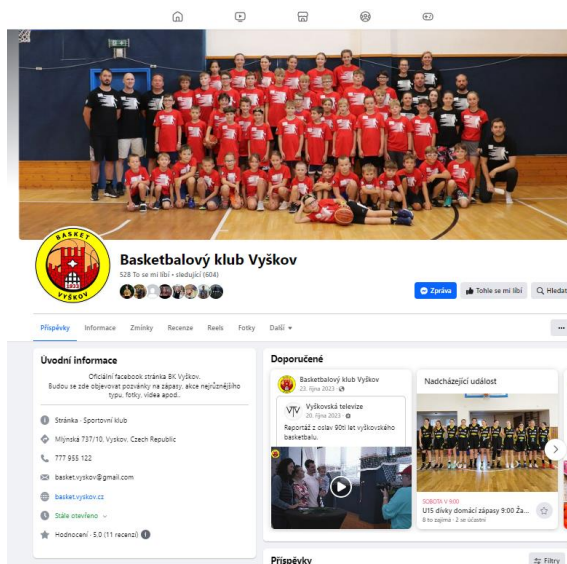 BASKET
VYŠKOV
Basketbalový klub Vyškov
528 To se mi líbí • sledující (604)
Zpráva
Tohle se mi líbí
Hledat
Příspěvky
Informace
Zmínky
Recenze
Reels
Fotky
Další
Úvodní informace
Oficiální facebook stránka BK Vyškov.
Budou se zde objevovat pozvánky na zápasy, akce nejrůznějšího
typu, fotky, videa apod..
Stránka · Sportovní klub
Mlýnská 737/10, Vyskov, Czech Republic
777 955 122
basket.vyskov@gmail.com
basket.vyskov.cz
Stále otevřeno
Hodnocení · 5,0 (11 recenzí)
Doporučené
Basketbalový klub Vyškov
23. října 2023 ·
VTV
Vyškovská televize
20. října 2023 ·
Reportáž z oslav 90ti let vyškovského
basketbalu.
Nadcházející událost
SOBOTA V 9:00
U15 dívky domácí zápasy 9:00 Ža...
8 to zajímá · 2 se účastní
Příspěvky
Filtry